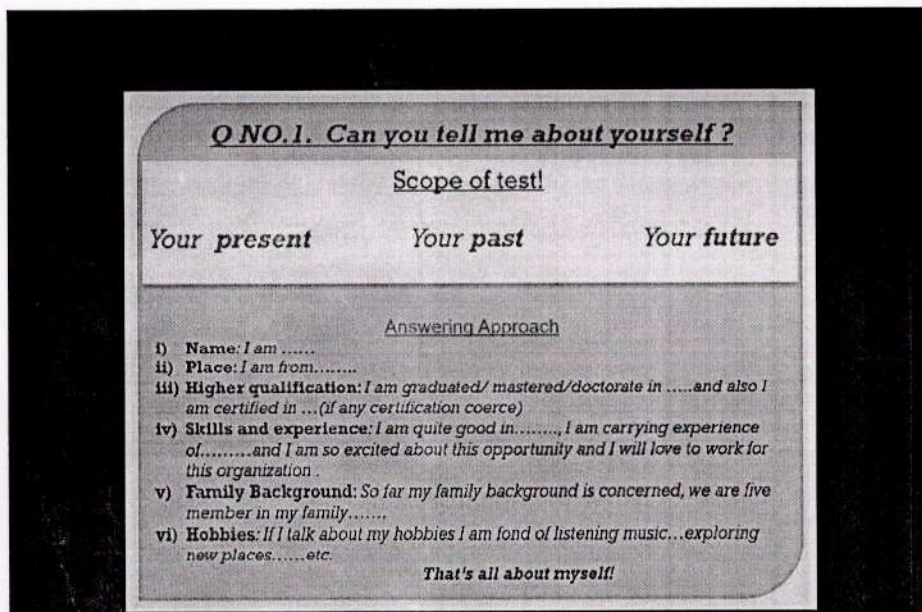 Q NO.1. Can you tell me about yourself ?
Scope of test!
Your present Your past Your future
Answering Approach
i) Name: I am ......
ii) Place: I am from........
iii) Higher qualification: I am graduated/ mastered/doctorate in .....and also I
am certified in ...(if any certification coerce)
iv) Skills and experience: I am quite good in........, I am carrying experience
of.........and I am so excited about this opportunity and I will love to work for
this organization .
v) Family Background: So far my family background is concerned, we are five
member in my family.......
vi) Hobbies: If I talk about my hobbies I am fond of listening music...exploring
new places......etc.
That's all about myself!